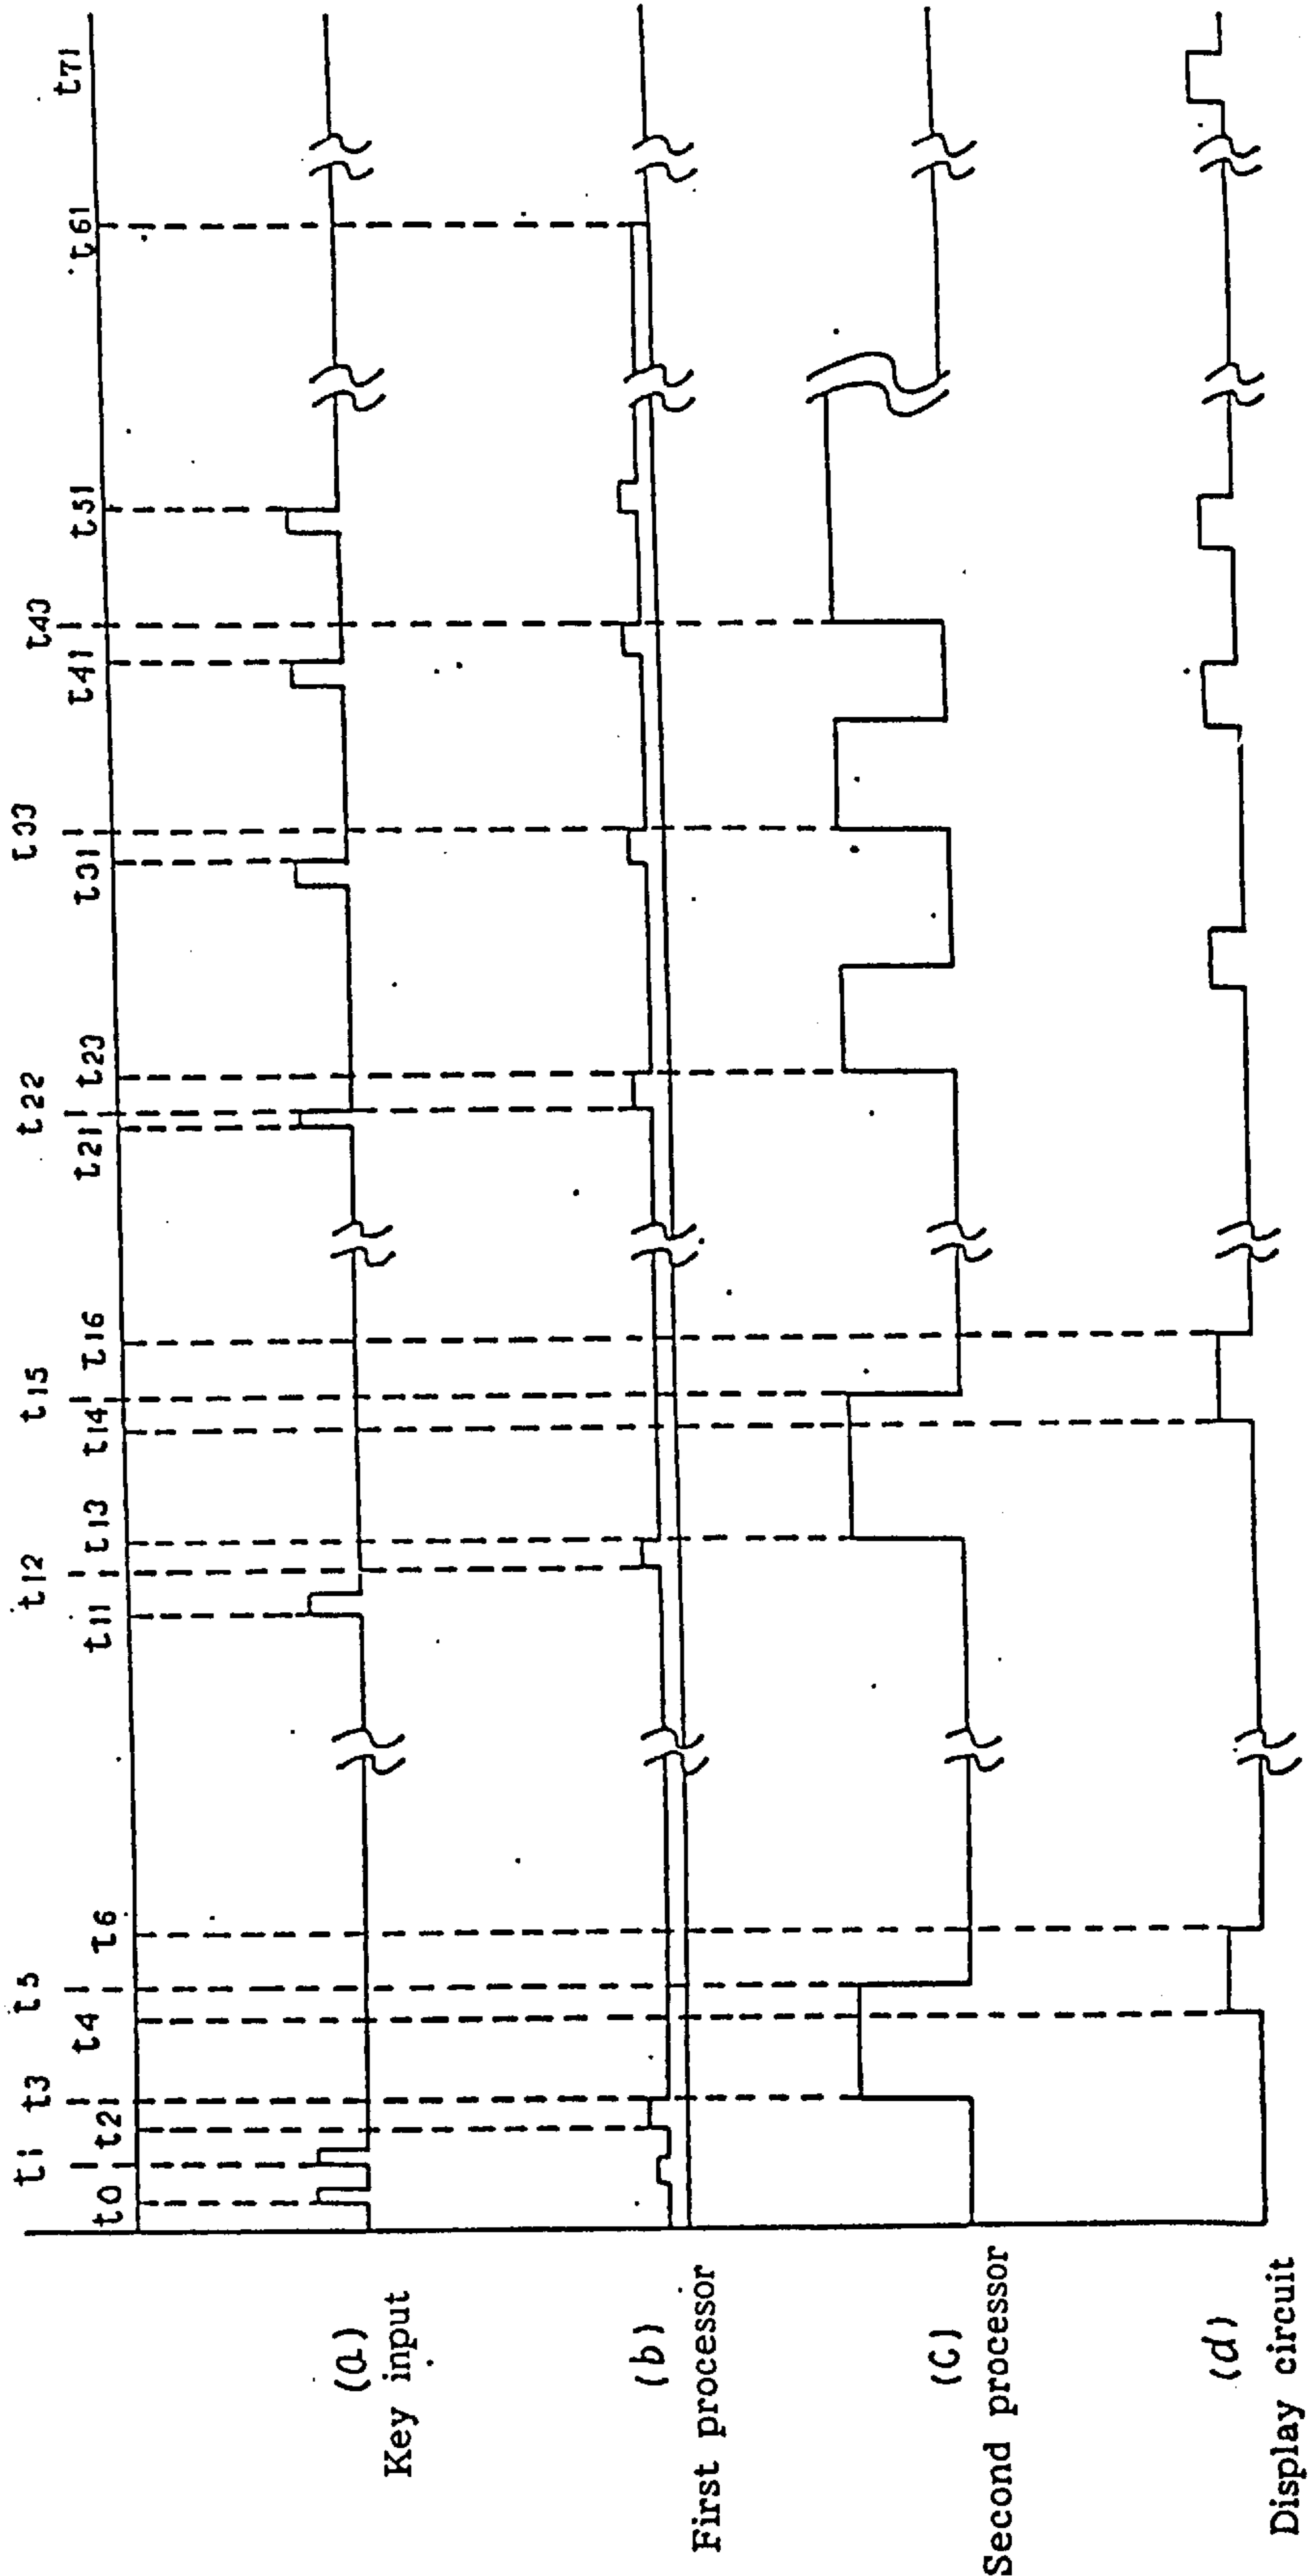 t1 t3 t5 t12 t15 t22 t33 t43
t0 t2 t4 t6 t11 t13 t14 t16 t21 t23 t31 t41 t51 t61 t71
(a)
Key input
(b)
First processor
(C)
Second processor
(d)
Display circuit